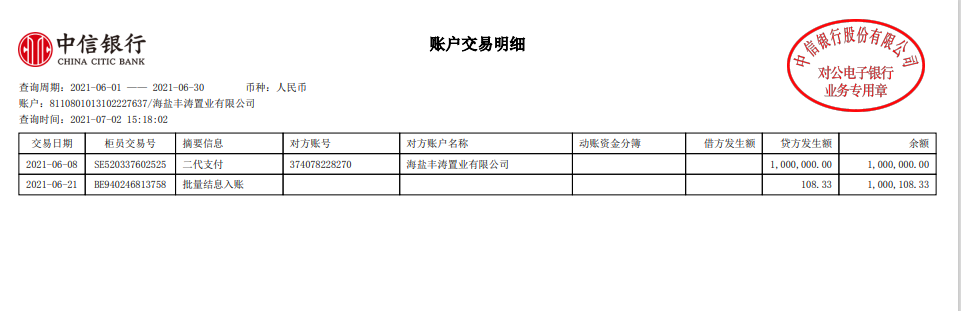 中信银行
CHINA CITIC BANK
账户交易明细
中信银行股份有限公司
对公电子银行
业务专用章
查询周期：2021-06-01 —— 2021-06-30 币种：人民币
账户：8110801013102227637/海盐丰涛置业有限公司
查询时间：2021-07-02 15:18:02
交易日期 柜员交易号 摘要信息 对方账号 对方账户名称 动账资金分簿 借方发生额 贷方发生额 余额
2021-06-08 SE520337602525 二代支付 374078228270 海盐丰涛置业有限公司 1,000,000.00 1,000,000.00
2021-06-21 BE940246813758 批量结息入账 108.33 1,000,108.33